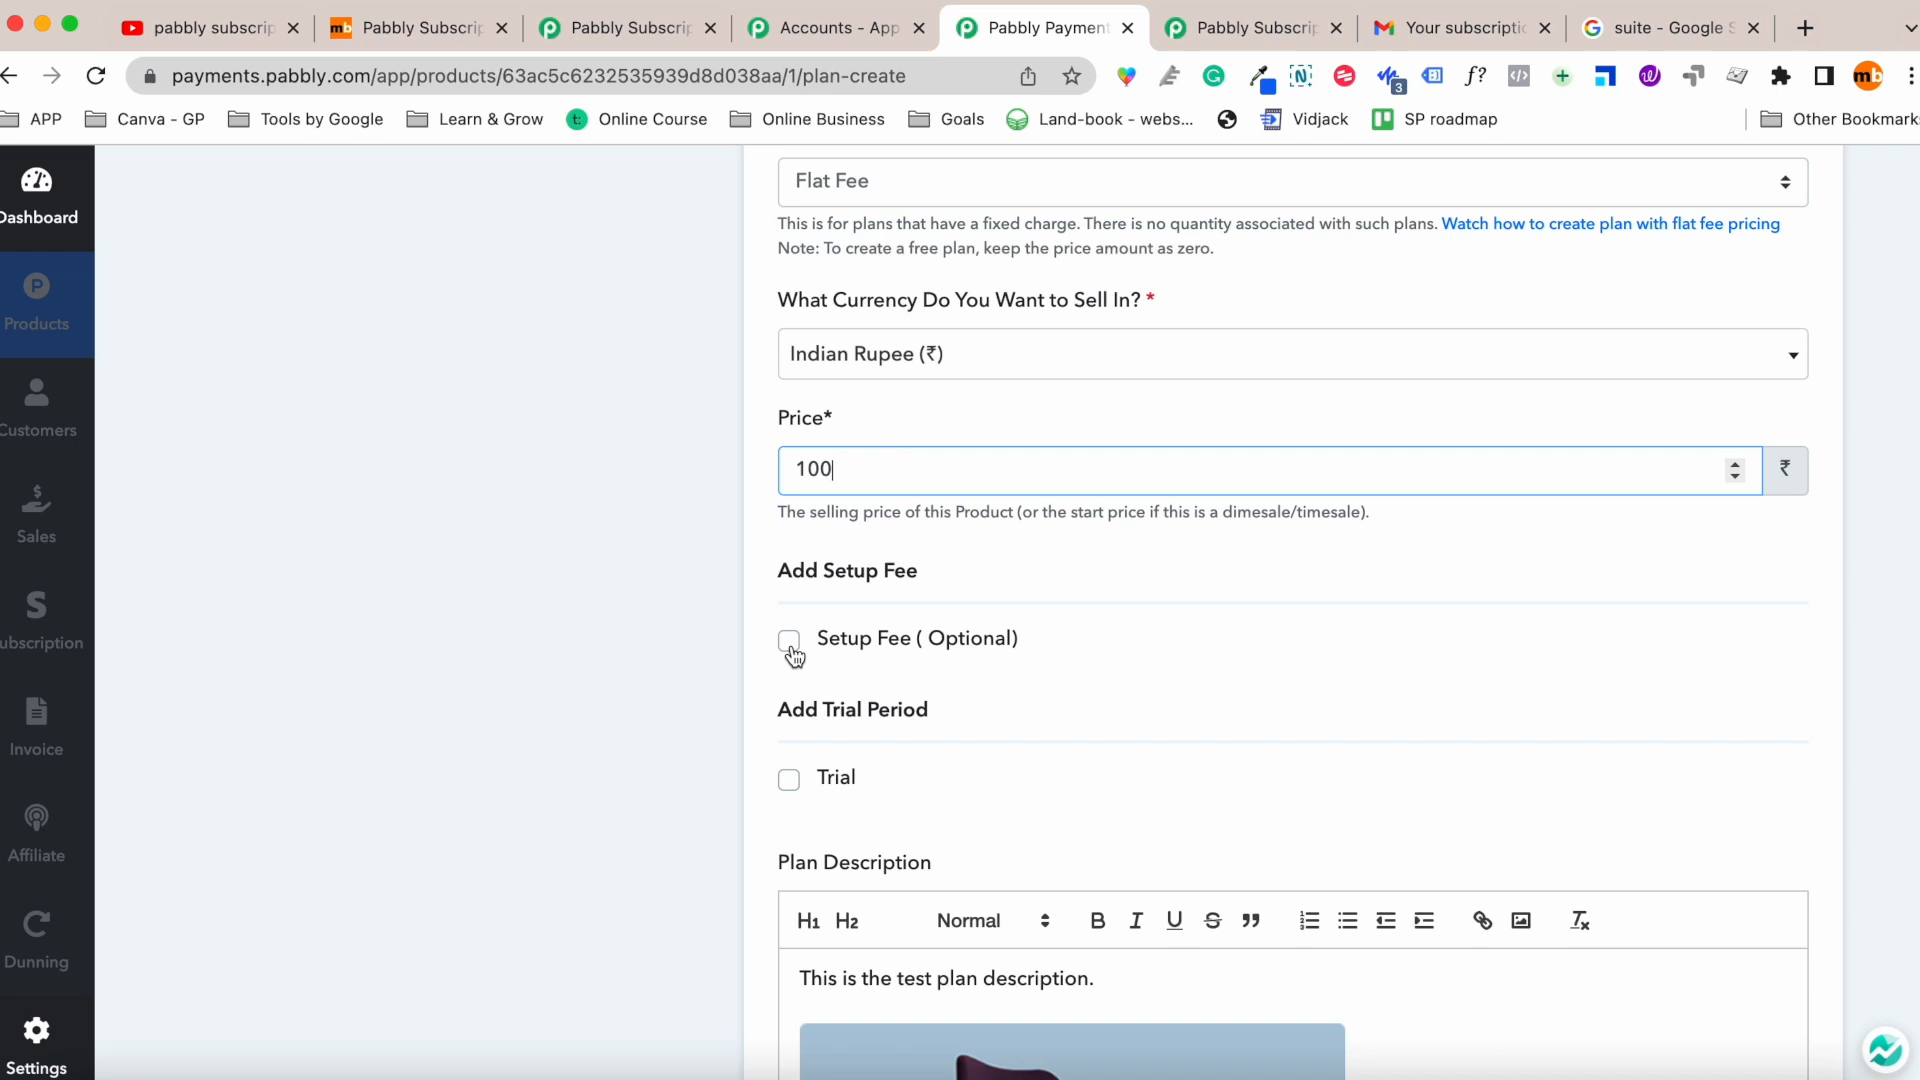 pabbly subscrip
Pabbly Subscrip
Pabbly Subscrip
Accounts - App
Pabbly Payment
Pabbly Subscrip
Your subscriptio
suite - Google S
payments.pabbly.com/app/products/63ac5c6232535939d8d038aa/1/plan-create
APP
Canva - GP
Tools by Google
Learn & Grow
Online Course
Online Business
Goals
Land-book - webs...
Vidjack
SP roadmap
Other Bookmark
Dashboard
Products
Customers
Sales
ubscription
Invoice
Affiliate
Dunning
Settings
Flat Fee
This is for plans that have a fixed charge. There is no quantity associated with such plans. Watch how to create plan with flat fee pricing
Note: To create a free plan, keep the price amount as zero.
What Currency Do You Want to Sell In? *
Indian Rupee (₹)
Price*
100
₹
The selling price of this Product (or the start price if this is a dimesale/timesale).
Add Setup Fee
Setup Fee ( Optional)
Add Trial Period
Trial
Plan Description
H1 H2 Normal B I U S
This is the test plan description.